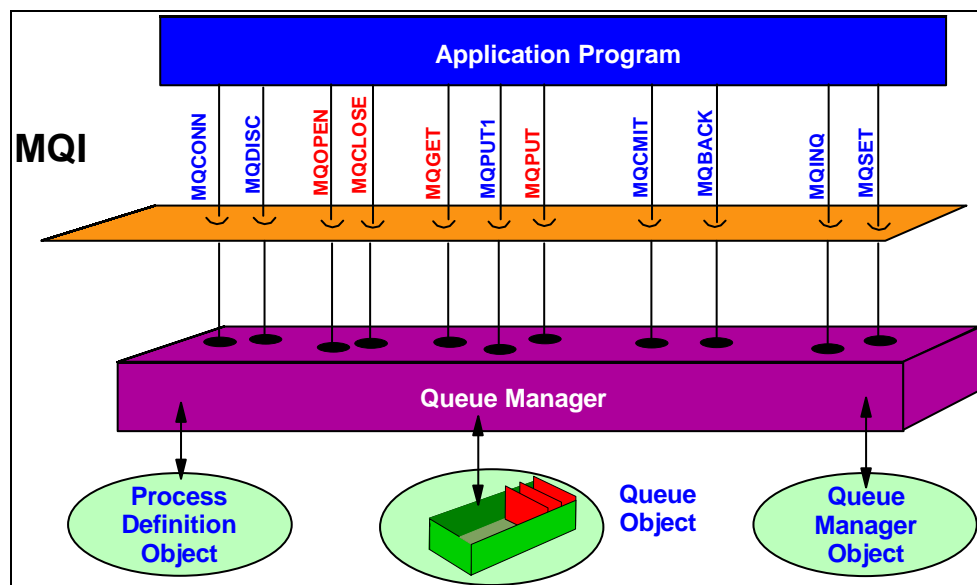 Application Program
MQI
MQCONN
MQDISC
MQOPEN
MQCLOSE
MQGET
MQPUT1
MQPUT
MQCMIT
MQBACK
MQINQ
MQSET
Queue Manager
Process
Definition
Object
Queue
Object
Queue
Manager
Object